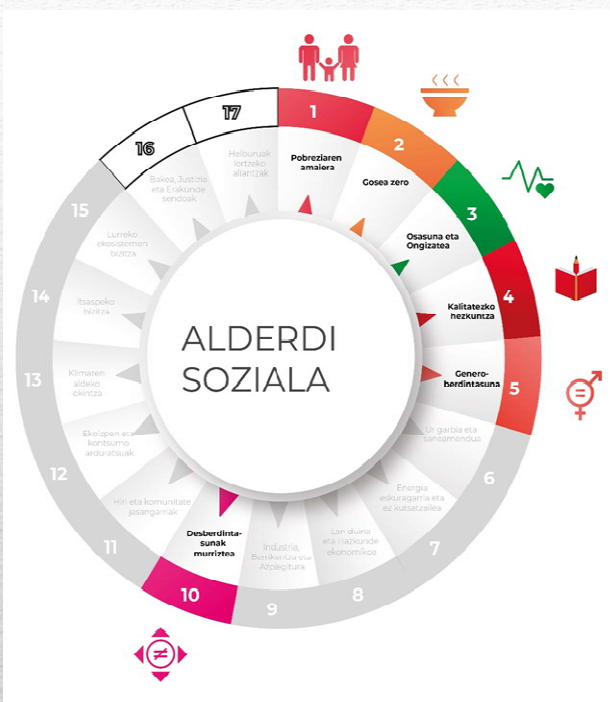 1
Pobreziaren
amaiera
2
Gosea zero
3
Osasuna eta
Ongizatea
4
Kalitatezko
hezkuntza
5
Genero-
berdintasuna
6
Ur garbia eta
saneamendua
7
Energia
eskuragarria eta
ez kutsatzailea
8
Lan duina
eta Hazkunde
ekonomikoa
9
Industria,
Berrikuntza eta
Azpiegitura
10
Desberdinta-
sunak
murriztea
11
Hiri eta komunitate
jasangarriak
12
Ekoizpen eta
kontsumo
arduratsuak
13
Klimaren
aldeko
ekintza
14
Itsaspeko
bizitza
15
Lurreko
ekosistemen
bizitza
16
Bakea, Justizia
eta Erakunde
sendoak
17
Helburuak
lortzeko
aliantzak
ALDERDI
SOZIALA